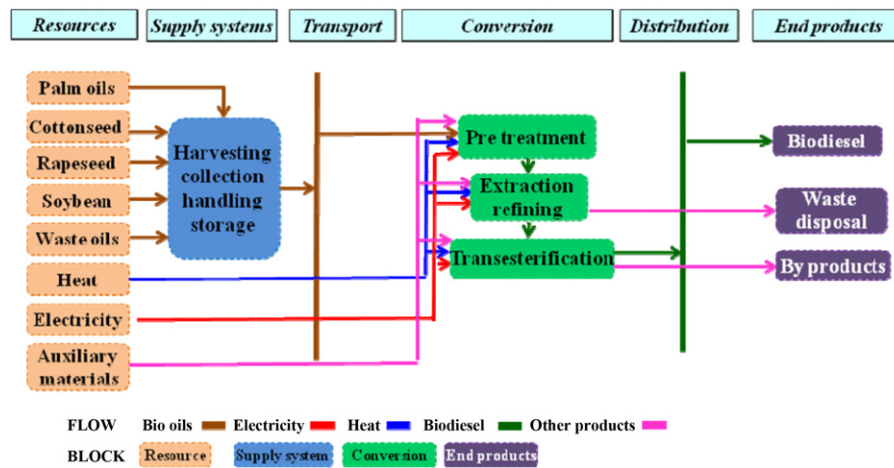 Resources Supply systems Transport Conversion Distribution End products
Palm oils
Cottonseed
Rapeseed
Soybean
Waste oils
Heat
Electricity
Auxiliary
materials
Harvesting
collection
handling
storage
Pre treatment
Extraction
refining
Transesterification
Biodiesel
Waste
disposal
By products
FLOW Bio oils Electricity Heat Biodiesel Other products
BLOCK Resource Supply system Conversion End products